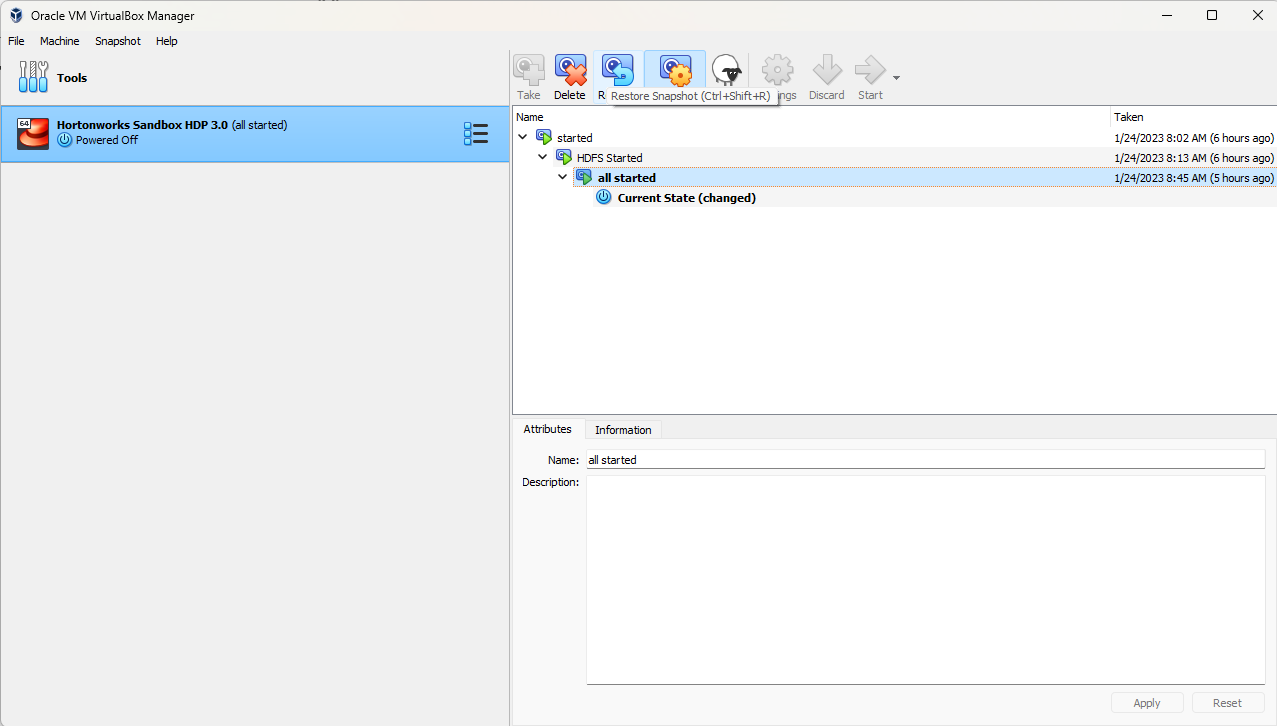 Oracle VM VirtualBox Manager
File Machine Snapshot Help
Tools
64
Hortonworks Sandbox HDP 3.0 (all started)
Powered Off
Take Delete R ngs Discard Start
Restore Snapshot (Ctrl+Shift+R)
Name Taken
started 1/24/2023 8:02 AM (6 hours ago)
HDFS Started 1/24/2023 8:13 AM (6 hours ago)
all started 1/24/2023 8:45 AM (5 hours ago)
Current State (changed)
Attributes Information
Name: all started
Description:
Apply Reset